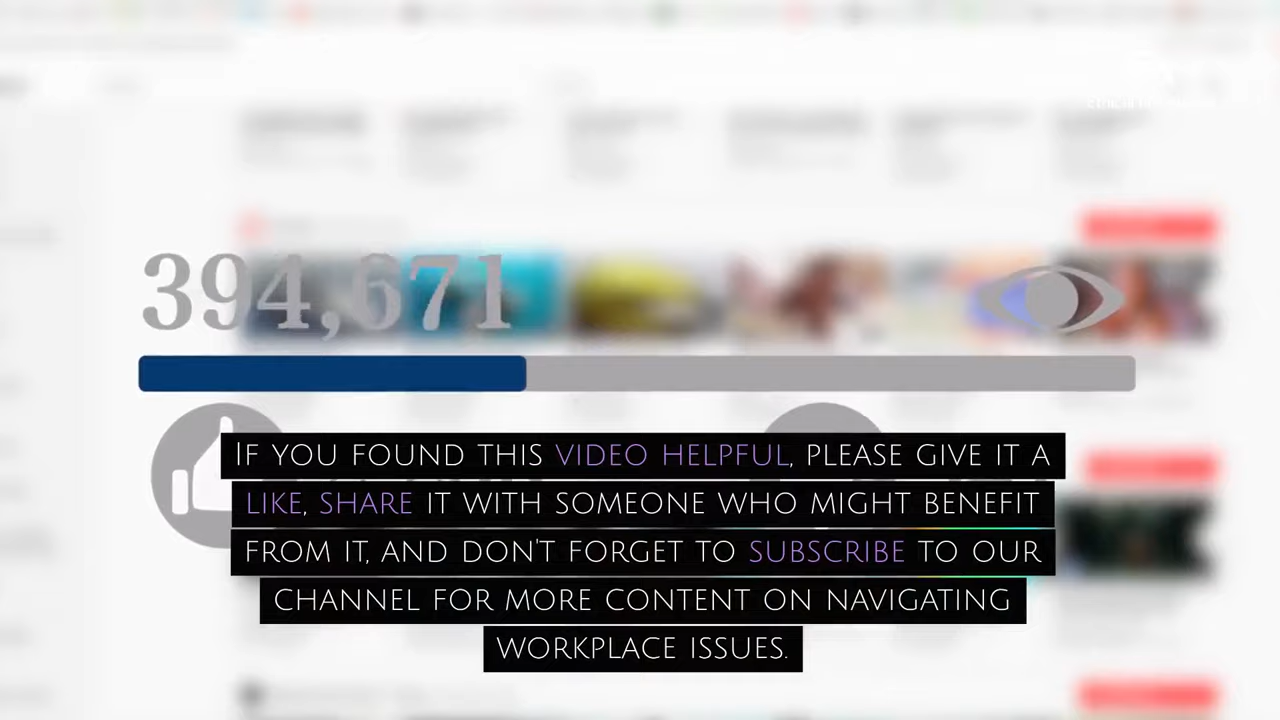 394,671
IF YOU FOUND THIS VIDEO HELPFUL, PLEASE GIVE IT A
LIKE, SHARE IT WITH SOMEONE WHO MIGHT BENEFIT
FROM IT, AND DON'T FORGET TO SUBSCRIBE TO OUR
CHANNEL FOR MORE CONTENT ON NAVIGATING
WORKPLACE ISSUES.